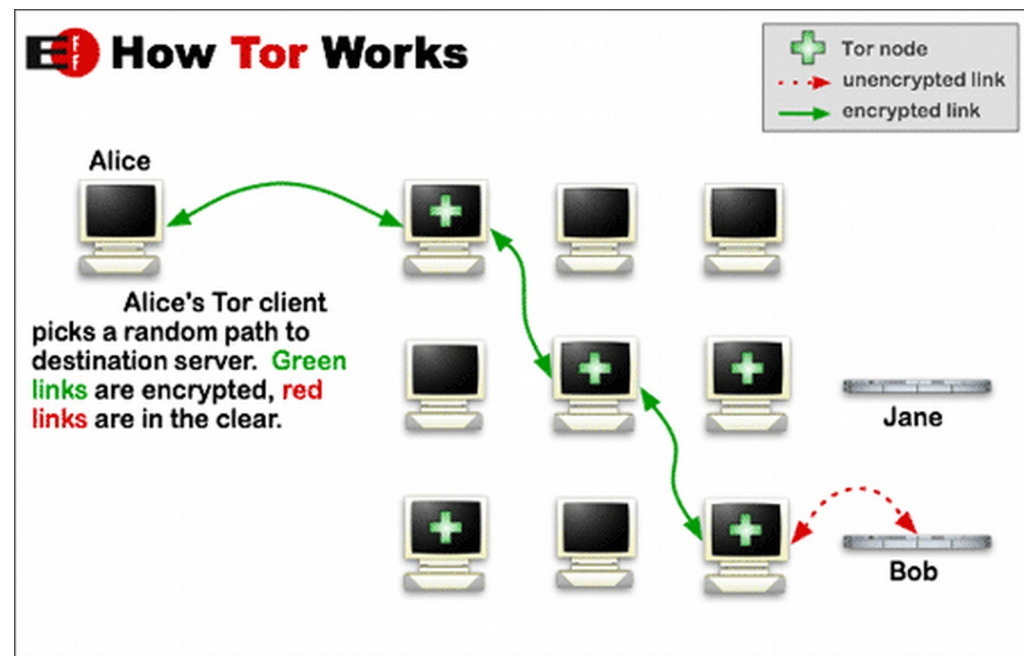 EFF How Tor Works
Tor node
unencrypted link
encrypted link
Alice
Alice's Tor client
picks a random path to
destination server. Green
links are encrypted, red
links are in the clear.
Jane
Bob